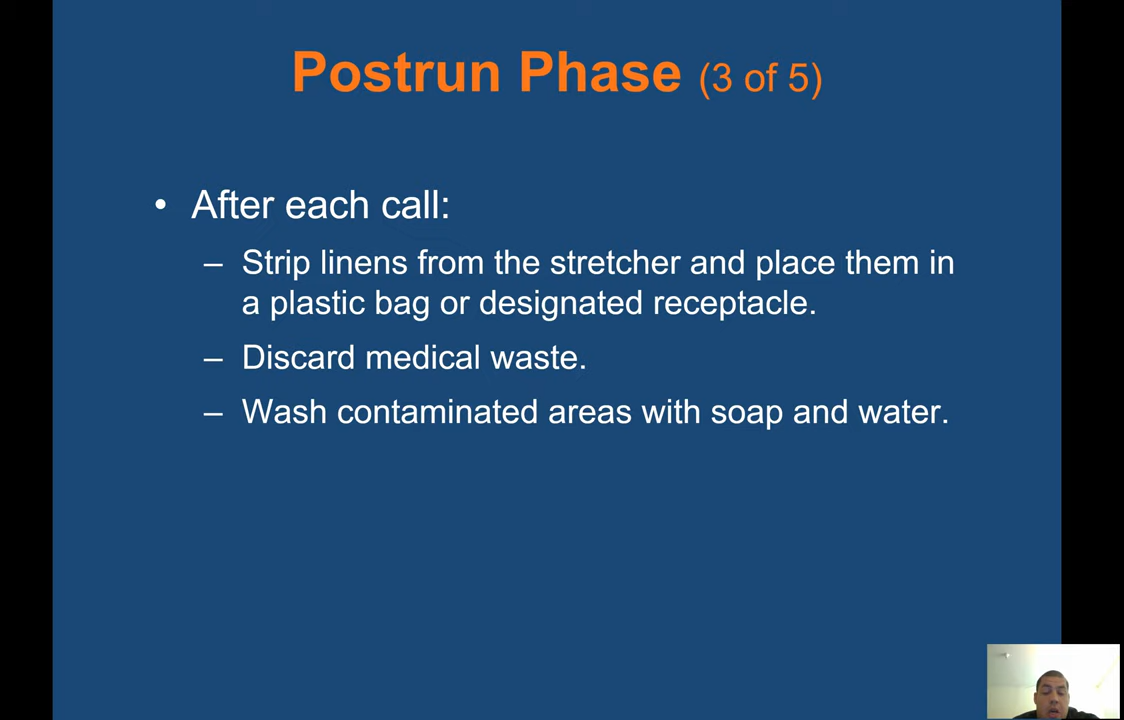 Postrun Phase (3 of 5)
• After each call:
– Strip linens from the stretcher and place them in
a plastic bag or designated receptacle.
– Discard medical waste.
– Wash contaminated areas with soap and water.